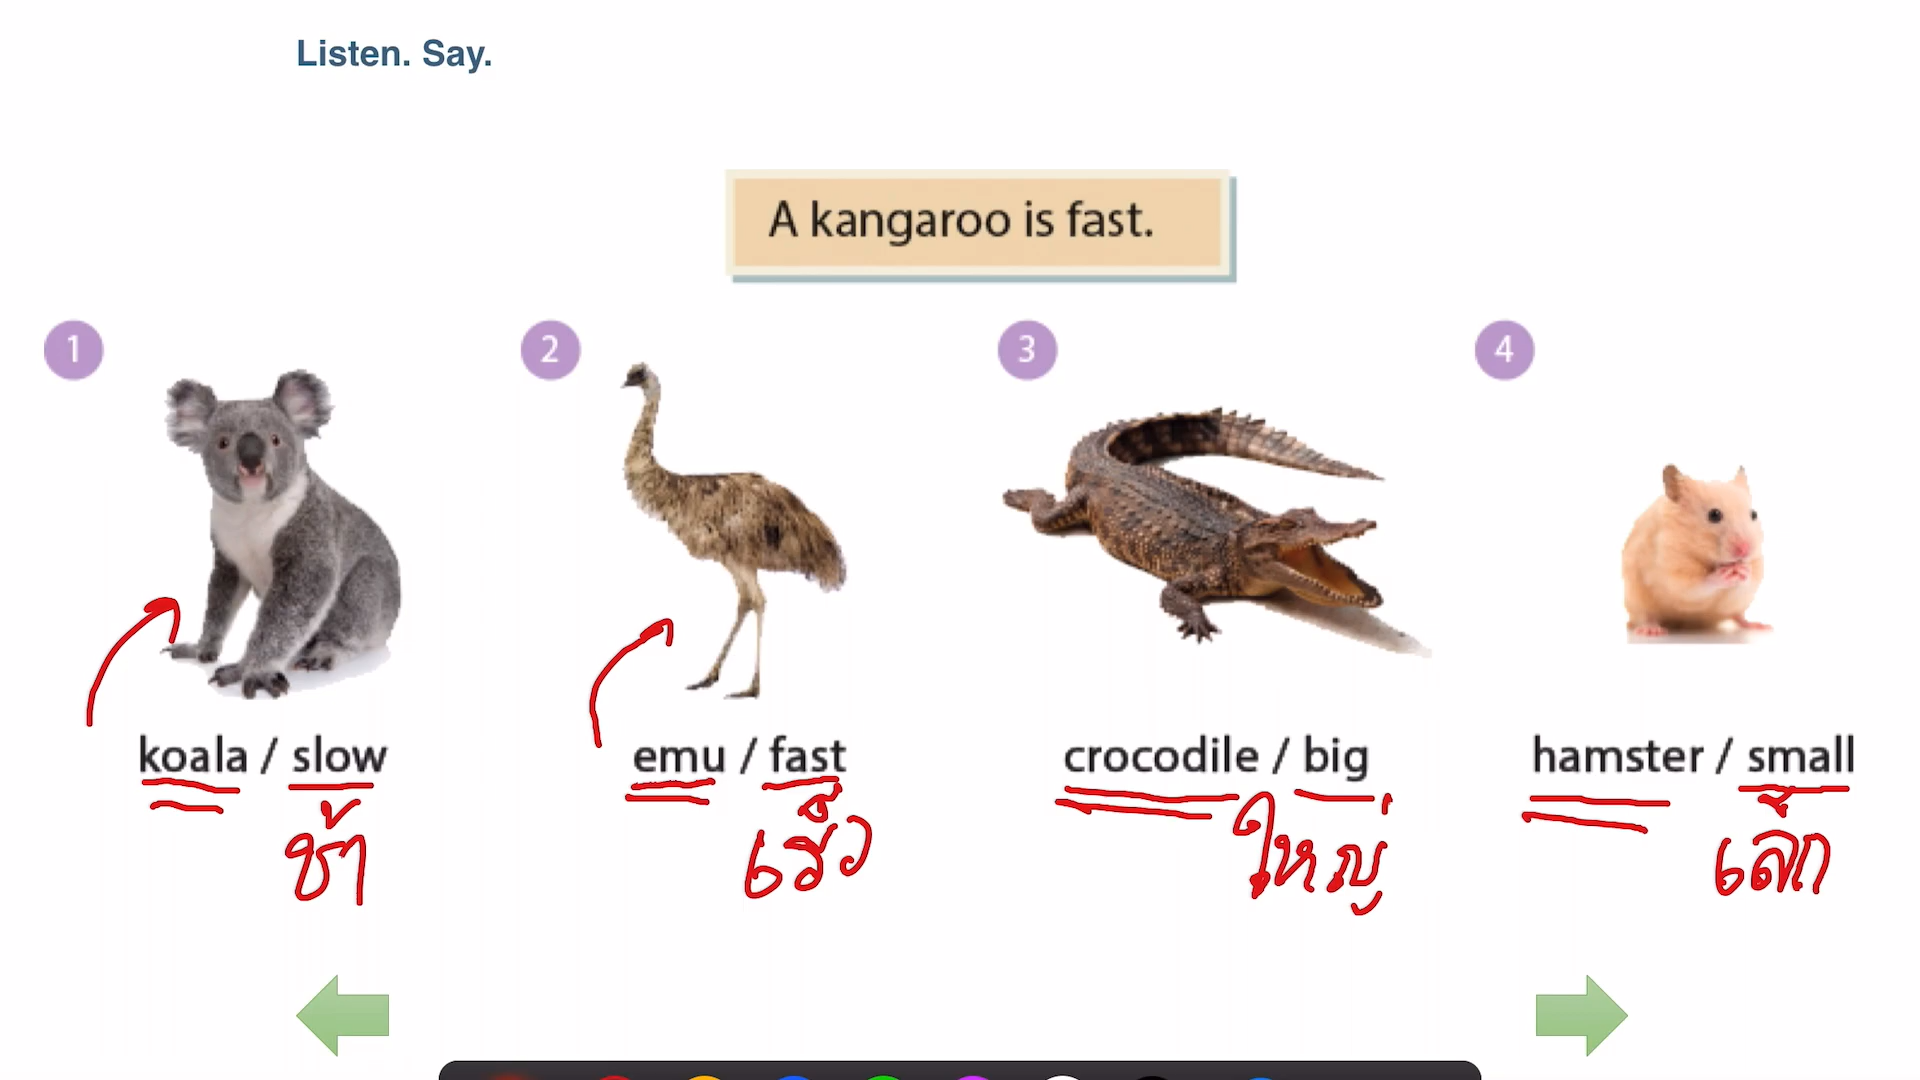 Listen. Say.
A kangaroo is fast.
1
2
3
4
koala / slow
emu / fast
crocodile / big
hamster / small
ช้า
เร็ว
ใหญ่
เล็ก